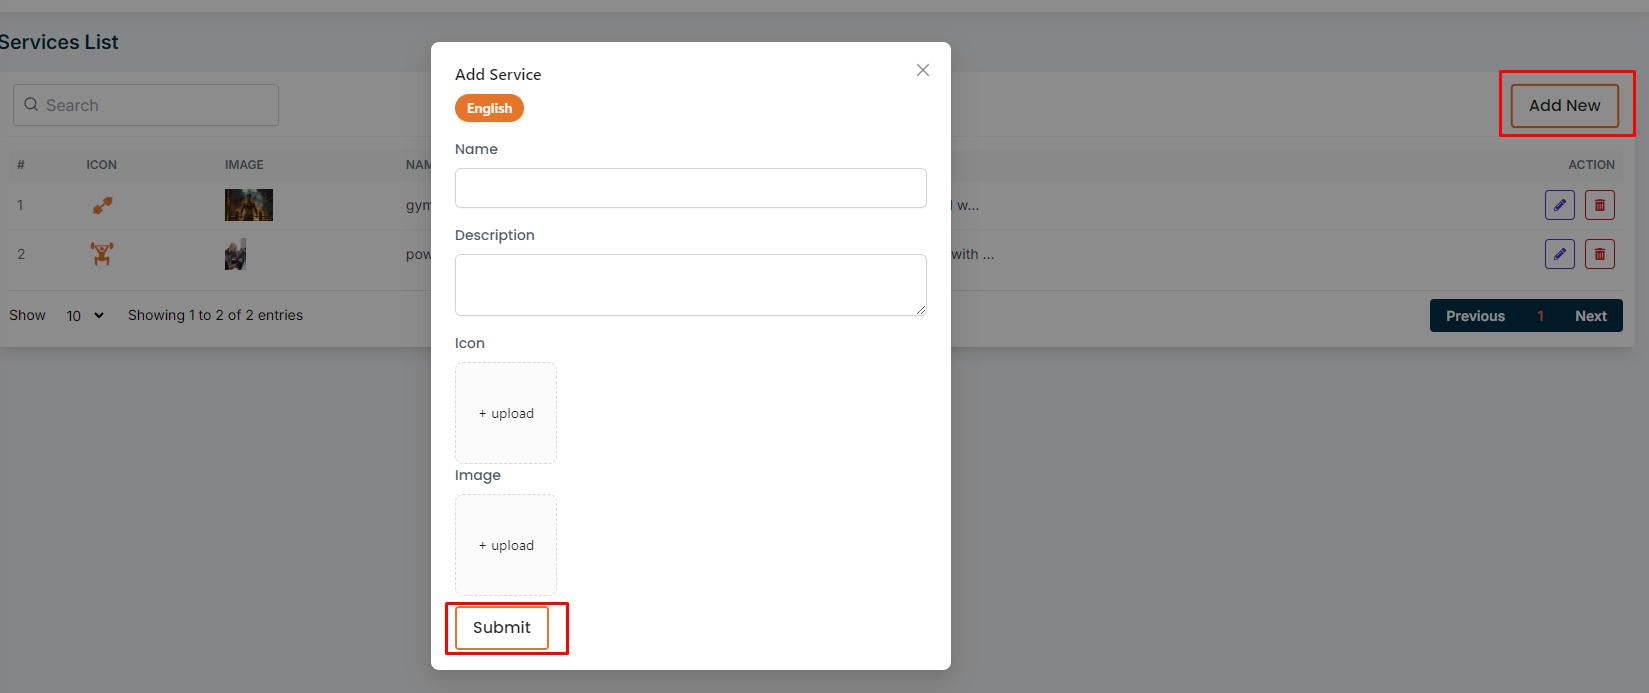 Services List
Search
Add New
# ICON IMAGE NAM ACTION
1 gym w...
2 pow with ...
Show 10 Showing 1 to 2 of 2 entries
Previous 1 Next
Add Service
English
Name
Description
Icon
+ upload
Image
+ upload
Submit